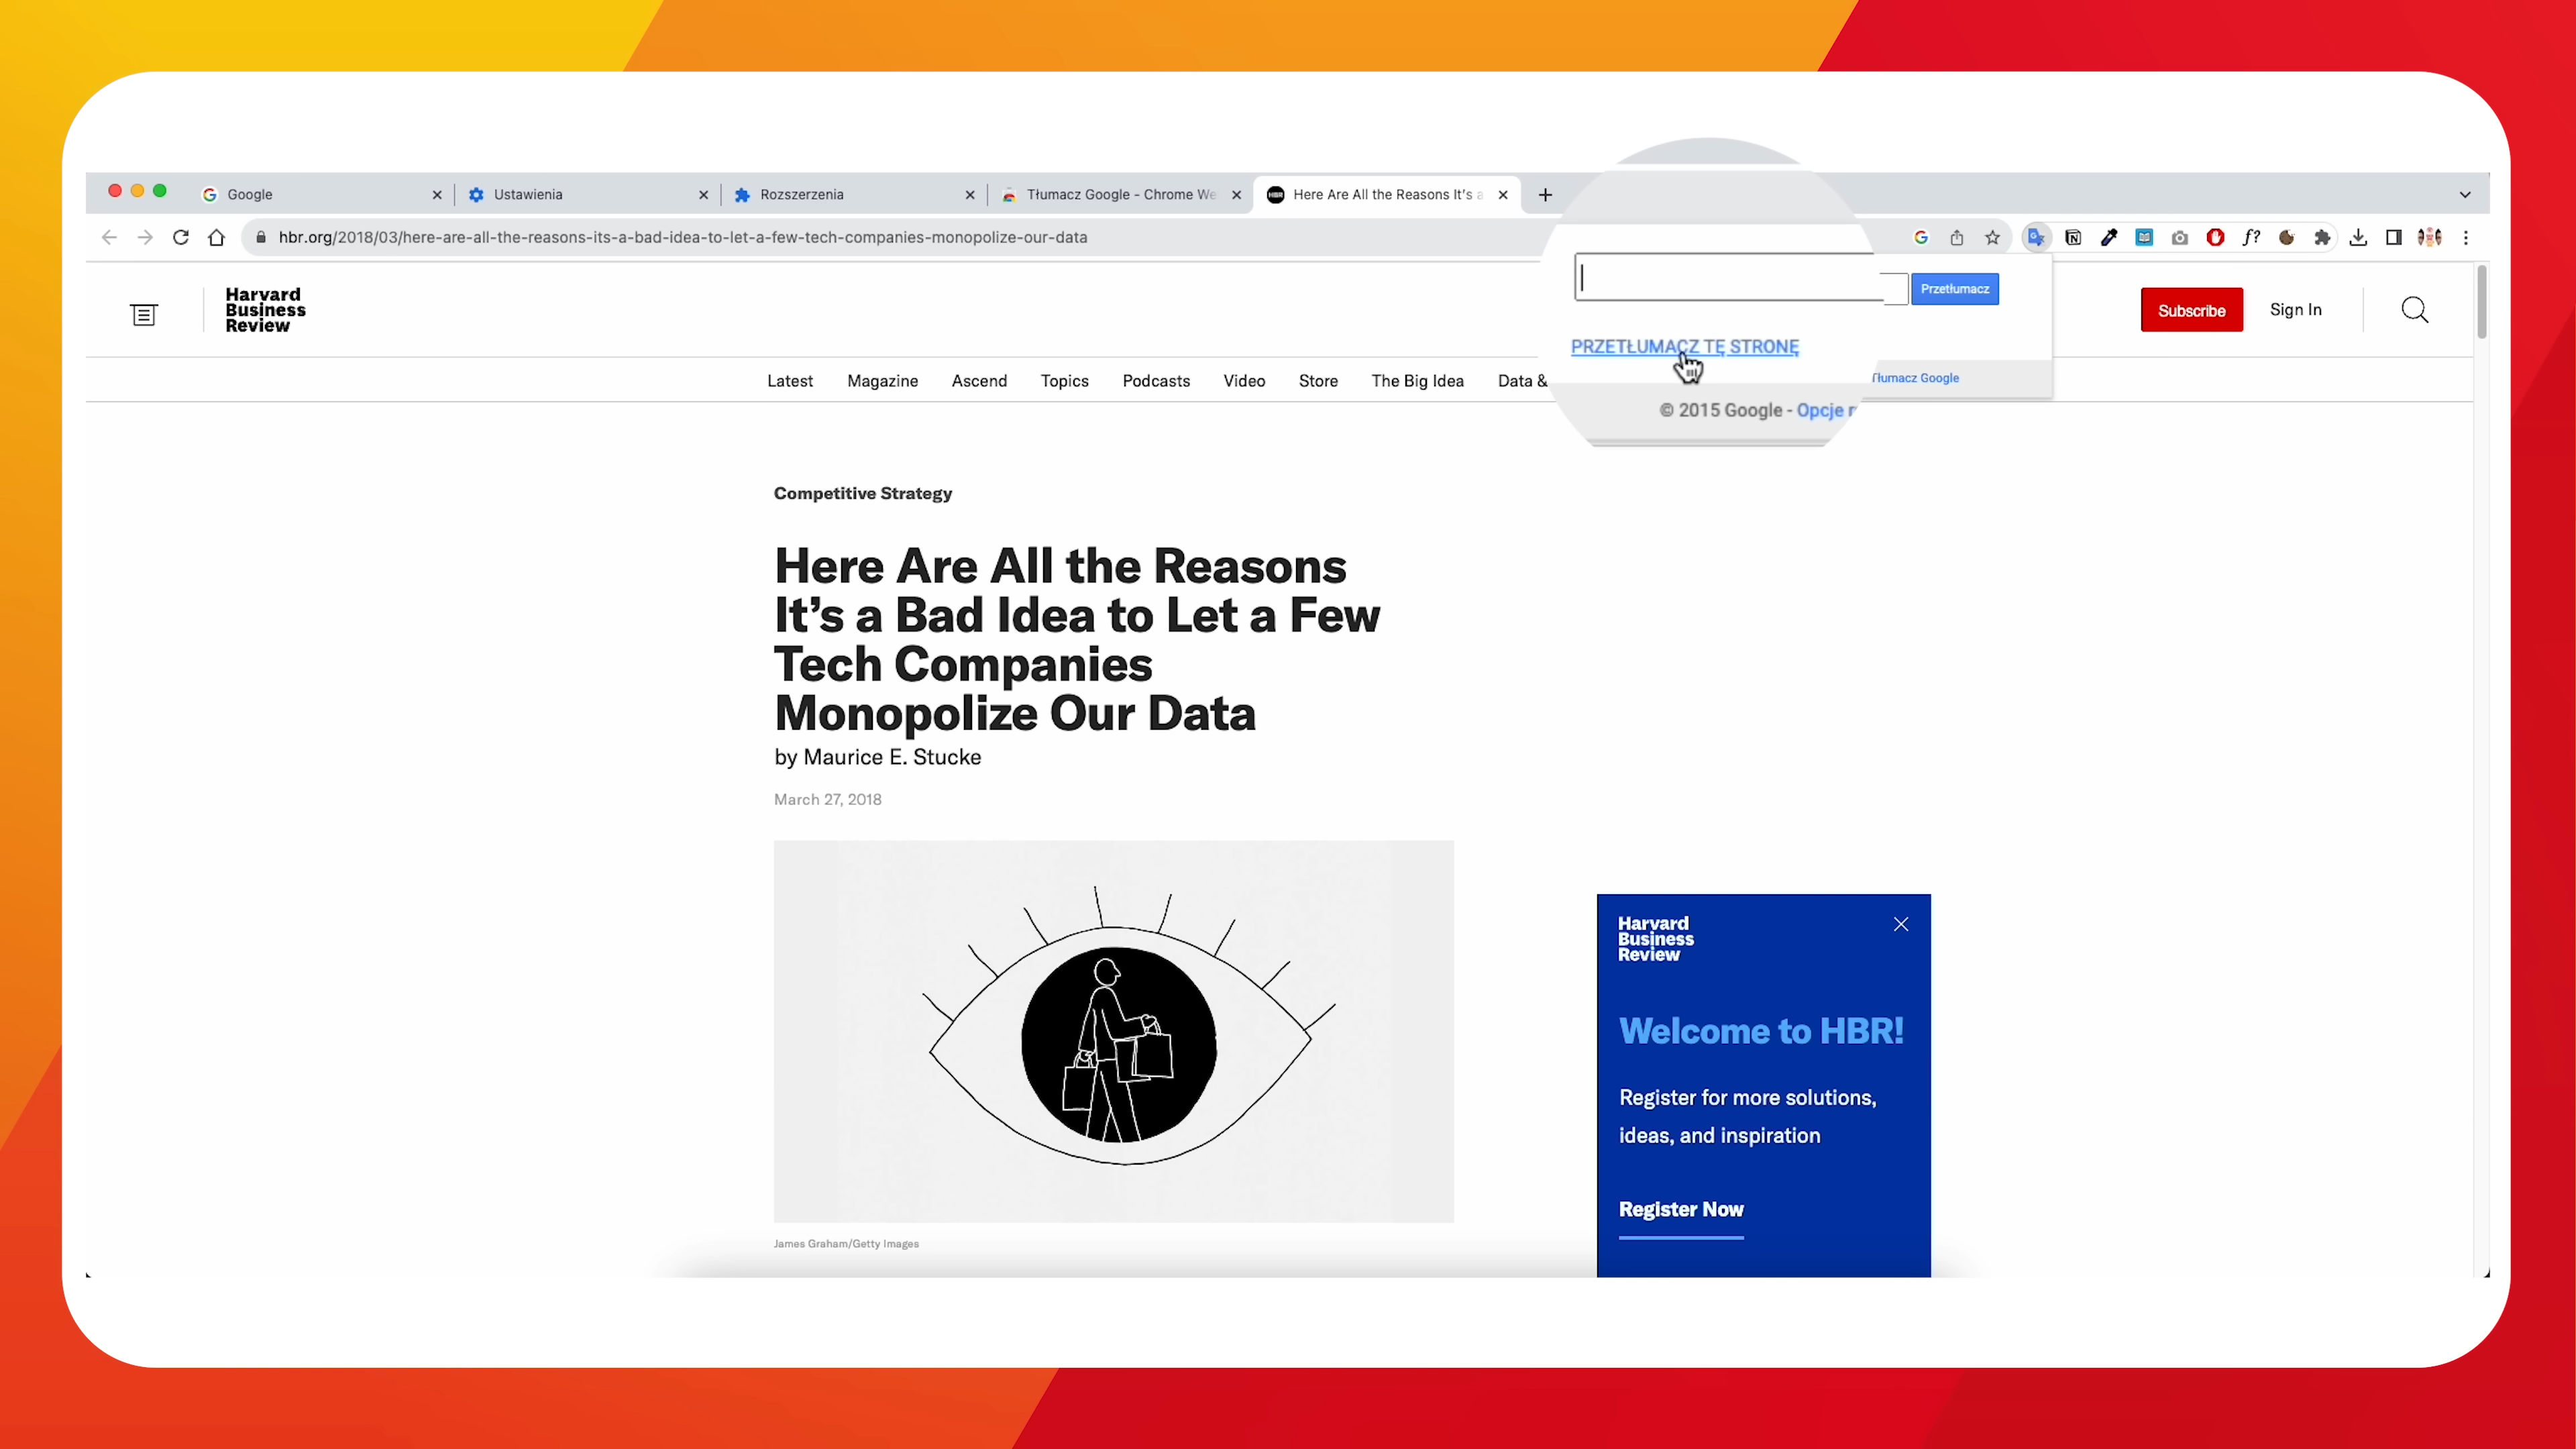 Google
Ustawienia
Rozszerzenia
Tłumacz Google - Chrome We
Here Are All the Reasons It's a
hbr.org/2018/03/here-are-all-the-reasons-its-a-bad-idea-to-let-a-few-tech-companies-monopolize-our-data
f?
Przetłumacz
PRZETŁUMACZ TĘ STRONĘ
Tłumacz Google
© 2015 Google - Opcje r
Harvard
Business
Review
Subscribe
Sign In
Latest
Magazine
Ascend
Topics
Podcasts
Video
Store
The Big Idea
Data &
Competitive Strategy
Here Are All the Reasons
It's a Bad Idea to Let a Few
Tech Companies
Monopolize Our Data
by Maurice E. Stucke
March 27, 2018
James Graham/Getty Images
Harvard
Business
Review
Welcome to HBR!
Register for more solutions,
ideas, and inspiration
Register Now